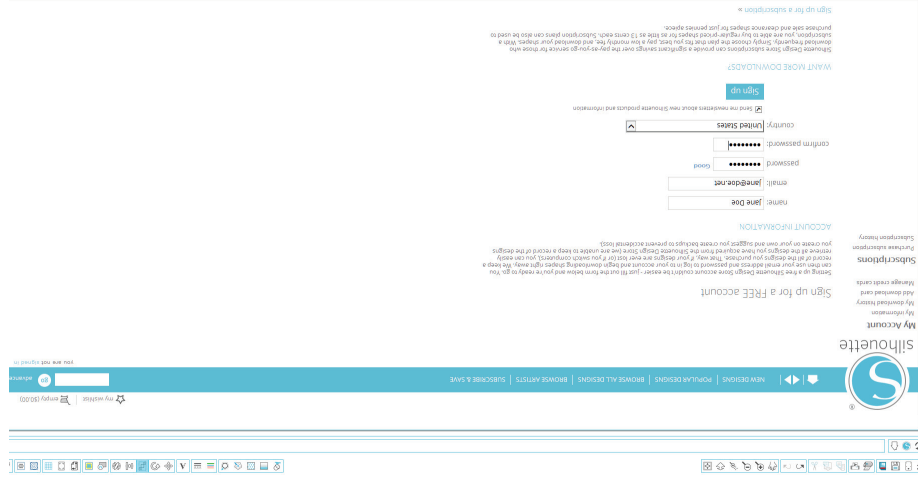 my wishlist | empty ($0.00)
NEW DESIGNS | POPULAR DESIGNS | BROWSE ALL DESIGNS | BROWSE ARTISTS | SUBSCRIBE & SAVE
go advance
S
®
silhouette
you are not signed in
My Account
My information
My download history
Add download card
Manage credit cards
Subscriptions
Purchase subscription
Subscription history
Sign up for a FREE account
Setting up a free Silhouette Design Store account couldn't be easier - just fill out the form below and you're ready to go. You
can then use your email address and password to log in to your account and begin downloading shapes right away. We keep a
record of all the designs you purchase. That way, if your designs are ever lost (or if you switch computers), you can easily
retrieve all the designs you have acquired from the Silhouette Design Store (we are unable to keep a record of the designs
you create on your own and suggest you create backups to prevent accidental loss).
ACCOUNT INFORMATION
name: Jane Doe
email: jane@doe.net
password ●●●●●●●● Good
confirm password: ●●●●●●●●
country: United States
Send me newsletters about new Silhouette products and information
Sign up
WANT MORE DOWNLOADS?
Silhouette Design Store subscriptions can provide a significant savings over the pay-as-you-go service for those who
download frequently. Simply choose the plan that fits you best, pay a low monthly fee, and download your shapes. With a
subscription, you are able to buy regular-priced shapes for as little as 13 cents each. Subscription plans can also be used to
purchase sale and clearance shapes for just pennies apiece.
Sign up for a subscription »